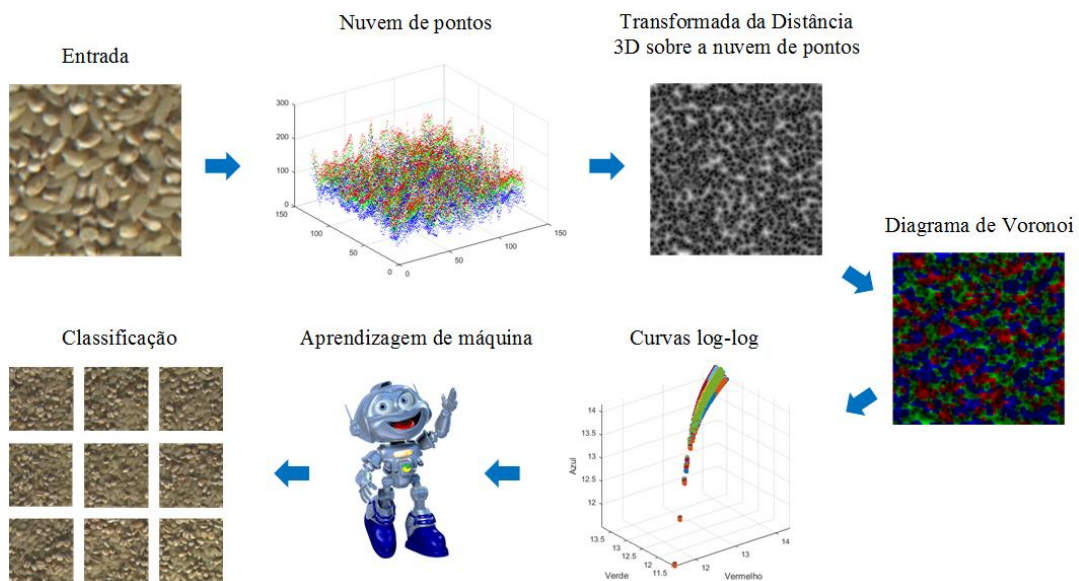 Entrada
Nuvem de pontos
Transformada da Distância
3D sobre a nuvem de pontos
300
200
100
0
150
100
50
0
0
50
100
150
Diagrama de Voronoi
Curvas log-log
14
13.5
13
12.5
12
Azul
13.5
13
12.5
12
11.5
Verde
12
13
14
Vermelho
Aprendizagem de máquina
Classificação